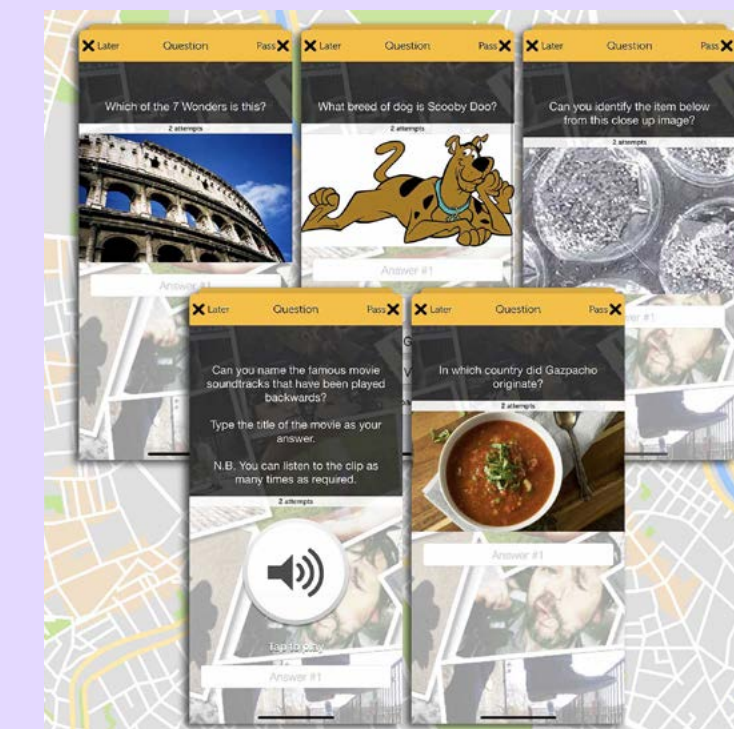 Later Question Pass
Which of the 7 Wonders is this?
2 attempts
Answer #1
Later Question Pass
What breed of dog is Scooby Doo?
2 attempts
Answer #1
Later Question Pass
Can you identify the item below
from this close up image?
2 attempts
Later Question Pass
Can you name the famous movie
soundtracks that have been played
backwards?
Type the title of the movie as your
answer.
N.B. You can listen to the clip as
many times as required.
2 attempts
Tap to play
Answer #1
Later Question Pass
In which country did Gazpacho
originate?
2 attempts
Answer #1